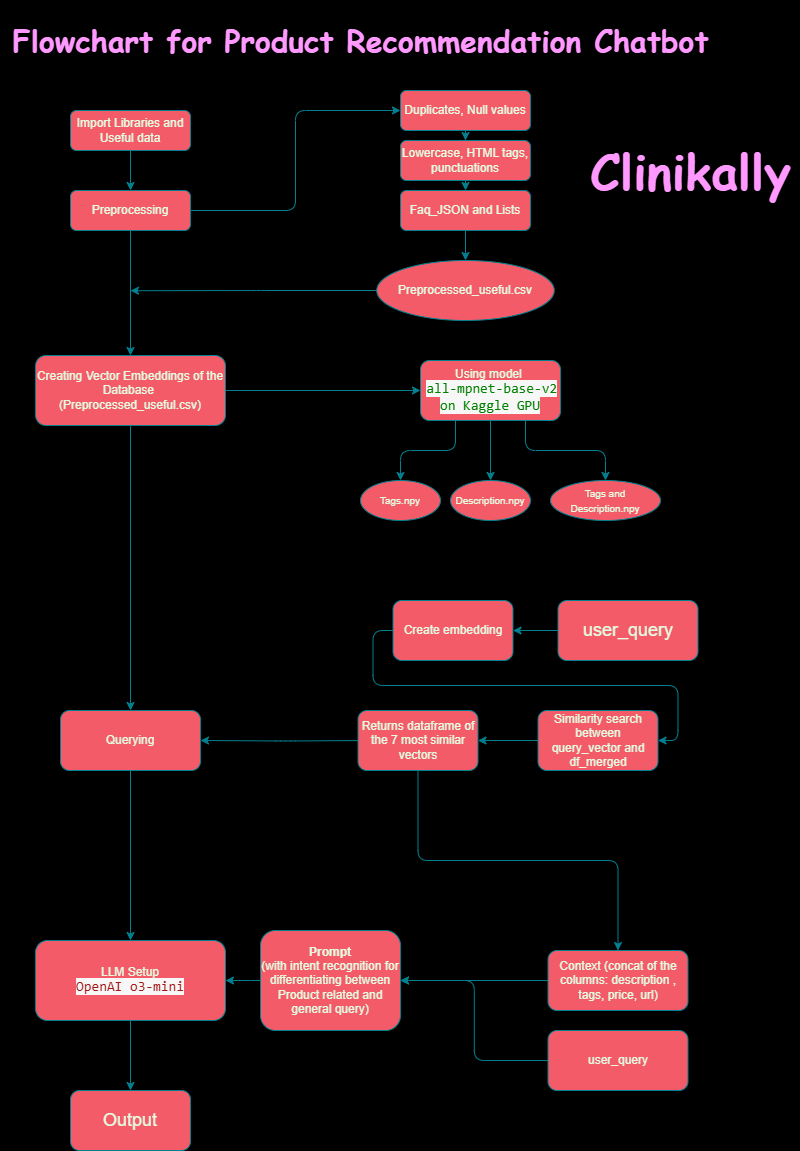 Flowchart for Product Recommendation Chatbot
Import Libraries and
Useful data
Duplicates, Null values
Lowercase, HTML tags,
punctuations
Clinikally
Preprocessing
Faq_JSON and Lists
Preprocessed_useful.csv
Creating Vector Embeddings of the
Database
(Preprocessed_useful.csv)
Using model
all-mpnet-base-v2
on Kaggle GPU
Tags.npy
Description.npy
Tags and
Description.npy
Create embedding
user_query
Querying
Returns dataframe of
the 7 most similar
vectors
Similarity search
between
query_vector and
df_merged
LLM Setup
OpenAI o3-mini
Prompt
(with intent recognition for
differentiating between
Product related and
general query)
Context (concat of the
columns: description ,
tags, price, url)
user_query
Output